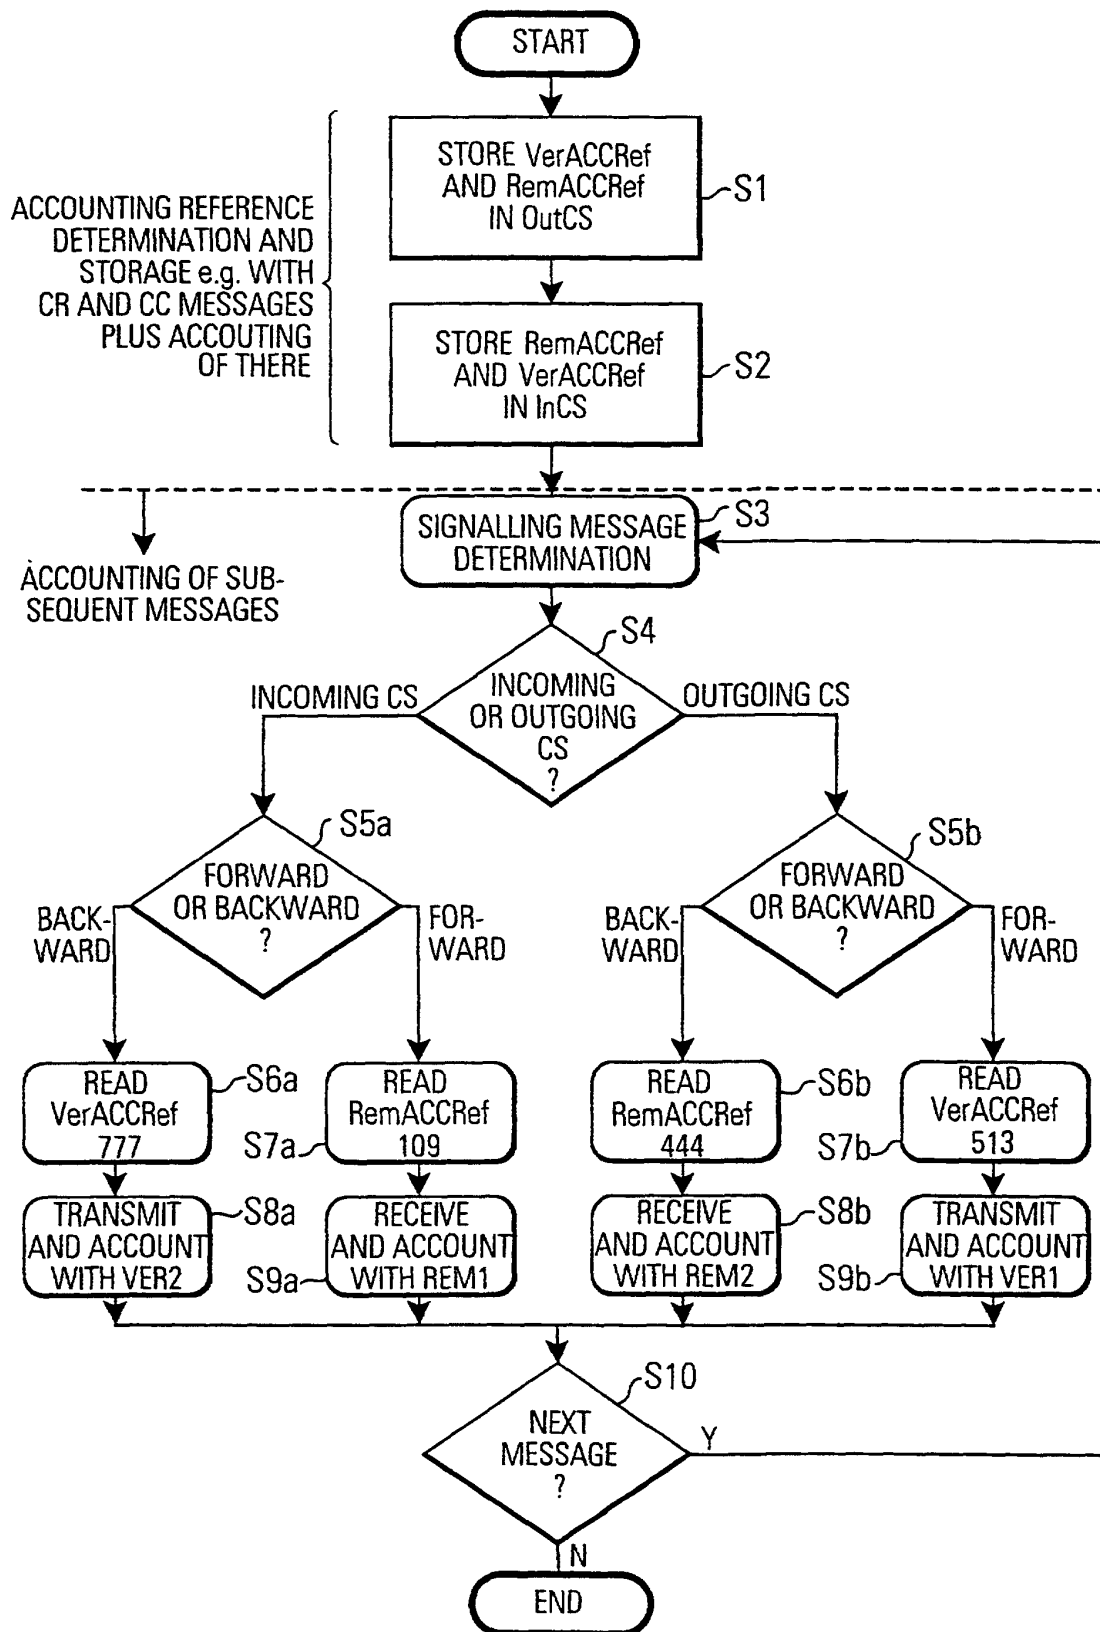 START
STORE VerACCRef
AND RemACCRef
IN OutCS
S1
ACCOUNTING REFERENCE
DETERMINATION AND
STORAGE e.g. WITH
CR AND CC MESSAGES
PLUS ACCOUTING
OF THERE
STORE RemACCRef
AND VerACCRef
IN InCS
S2
SIGNALLING MESSAGE
DETERMINATION
S3
ACCOUNTING OF SUB-
SEQUENT MESSAGES
S4
INCOMING CS
INCOMING
OR OUTGOING
CS
?
OUTGOING CS
S5a
FORWARD
OR BACKWARD
?
BACK-
WARD
FOR-
WARD
S5b
FORWARD
OR BACKWARD
?
BACK-
WARD
FOR-
WARD
READ
VerACCRef
777
S6a
READ
RemACCRef
109
S7a
READ
RemACCRef
444
S6b
READ
VerACCRef
513
S7b
TRANSMIT
AND ACCOUNT
WITH VER2
S8a
RECEIVE
AND ACCOUNT
WITH REM1
S9a
RECEIVE
AND ACCOUNT
WITH REM2
S8b
TRANSMIT
AND ACCOUNT
WITH VER1
S9b
S10
NEXT
MESSAGE
?
Y
N
END